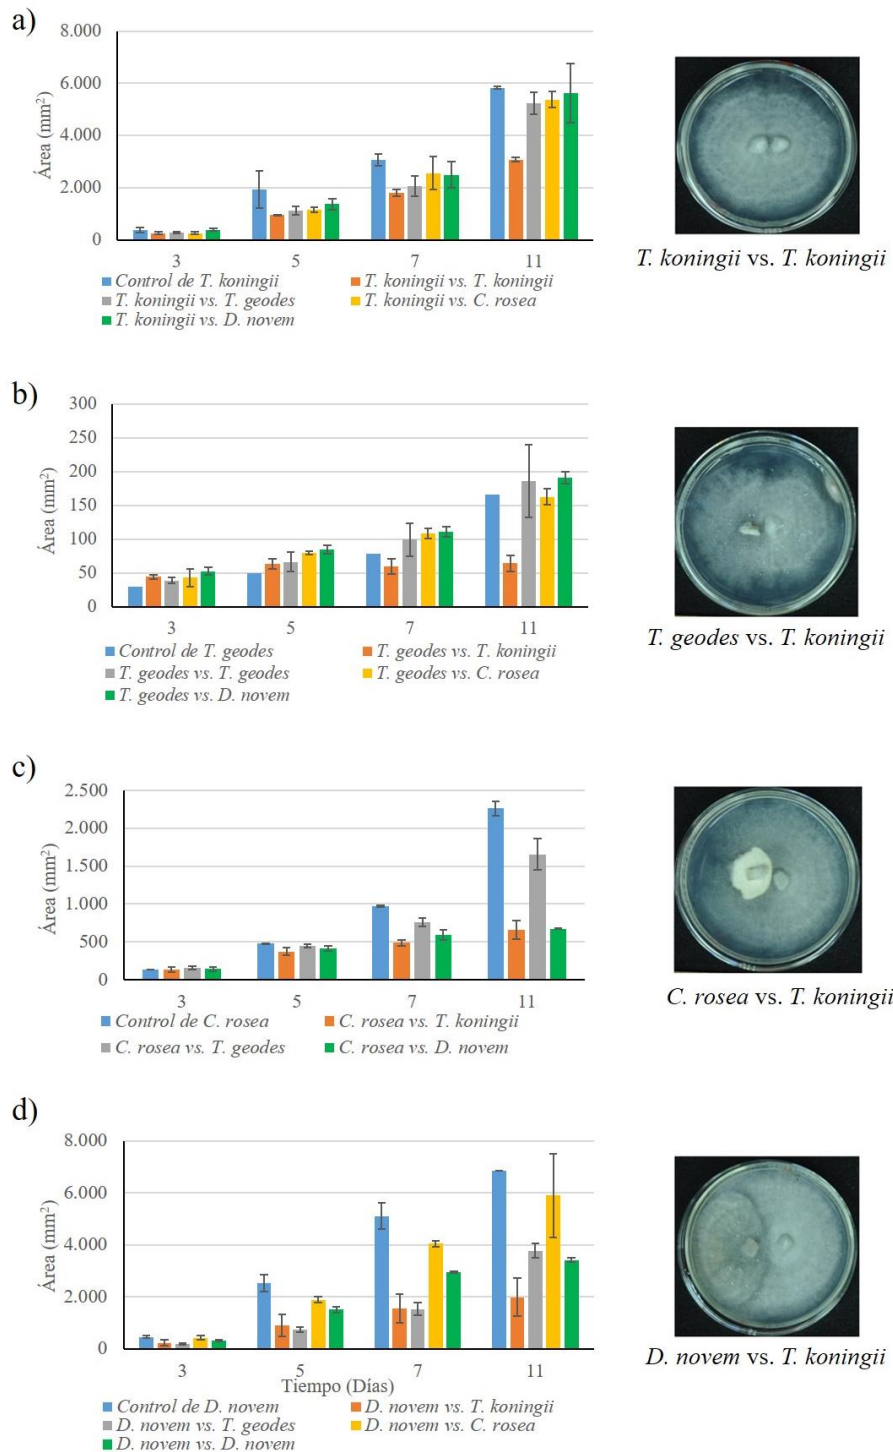 a)
8.000
6.000
4.000
2.000
0
Área (mm²)
3 5 7 11
Control de T. koningii T. koningii vs. T. koningii
T. koningii vs. T. geodes T. koningii vs. C. rosea
T. koningii vs. D. novem
T. koningii vs. T. koningii
b)
300
250
200
150
100
50
0
Área (mm²)
3 5 7 11
Control de T. geodes T. geodes vs. T. koningii
T. geodes vs. T. geodes T. geodes vs. C. rosea
T. geodes vs. D. novem
T. geodes vs. T. koningii
c)
2.500
2.000
1.500
1.000
500
0
Área (mm²)
3 5 7 11
Control de C. rosea C. rosea vs. T. koningii
C. rosea vs. T. geodes C. rosea vs. D. novem
C. rosea vs. T. koningii
d)
8.000
6.000
4.000
2.000
0
Área (mm²)
3 5 7 11
Tiempo (Días)
Control de D. novem D. novem vs. T. koningii
D. novem vs. T. geodes D. novem vs. C. rosea
D. novem vs. D. novem
D. novem vs. T. koningii